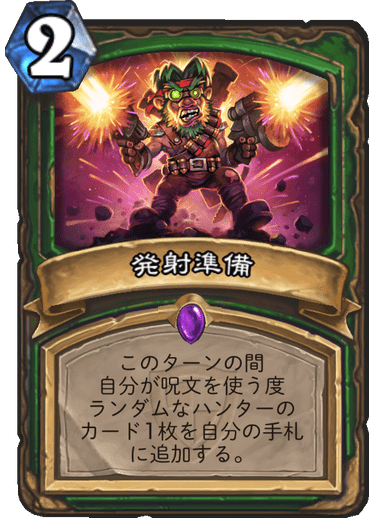 2
発射準備
このターンの間
自分が呪文を使う度
ランダムなハンターの
カード1枚を自分の手札
に追加する。